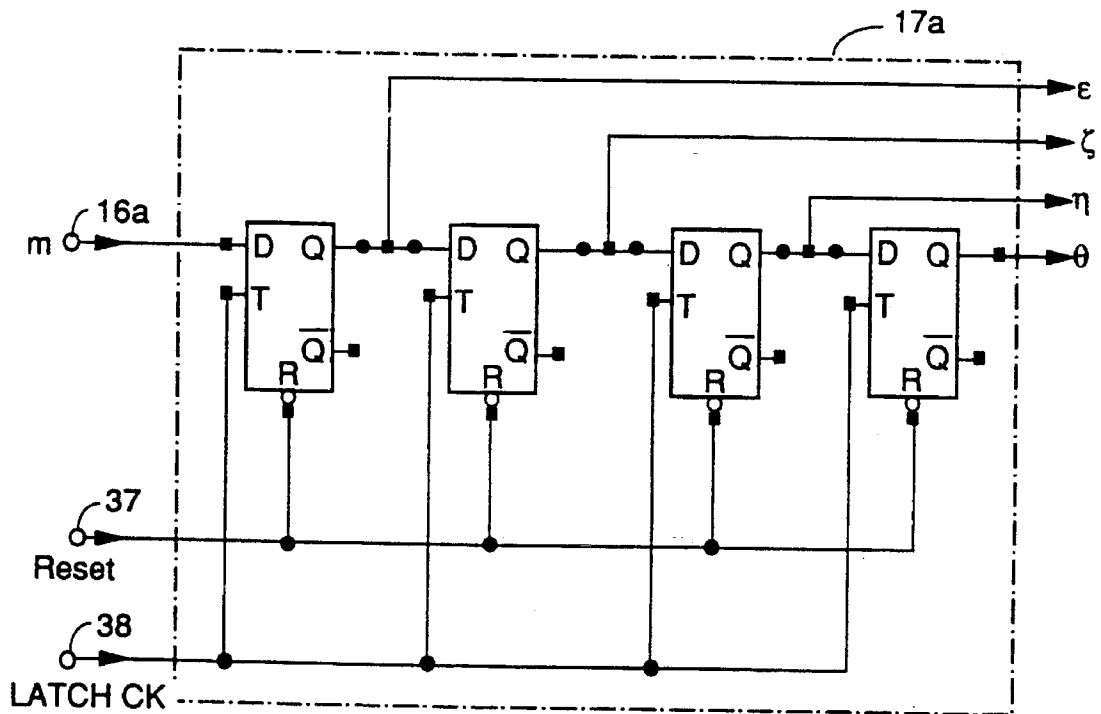 17a
ε
ζ
16a
η
m
D Q D Q D Q D Q
θ
T T T T
Q̅ Q̅ Q̅ Q̅
R R R R
37
Reset
38
LATCH CK